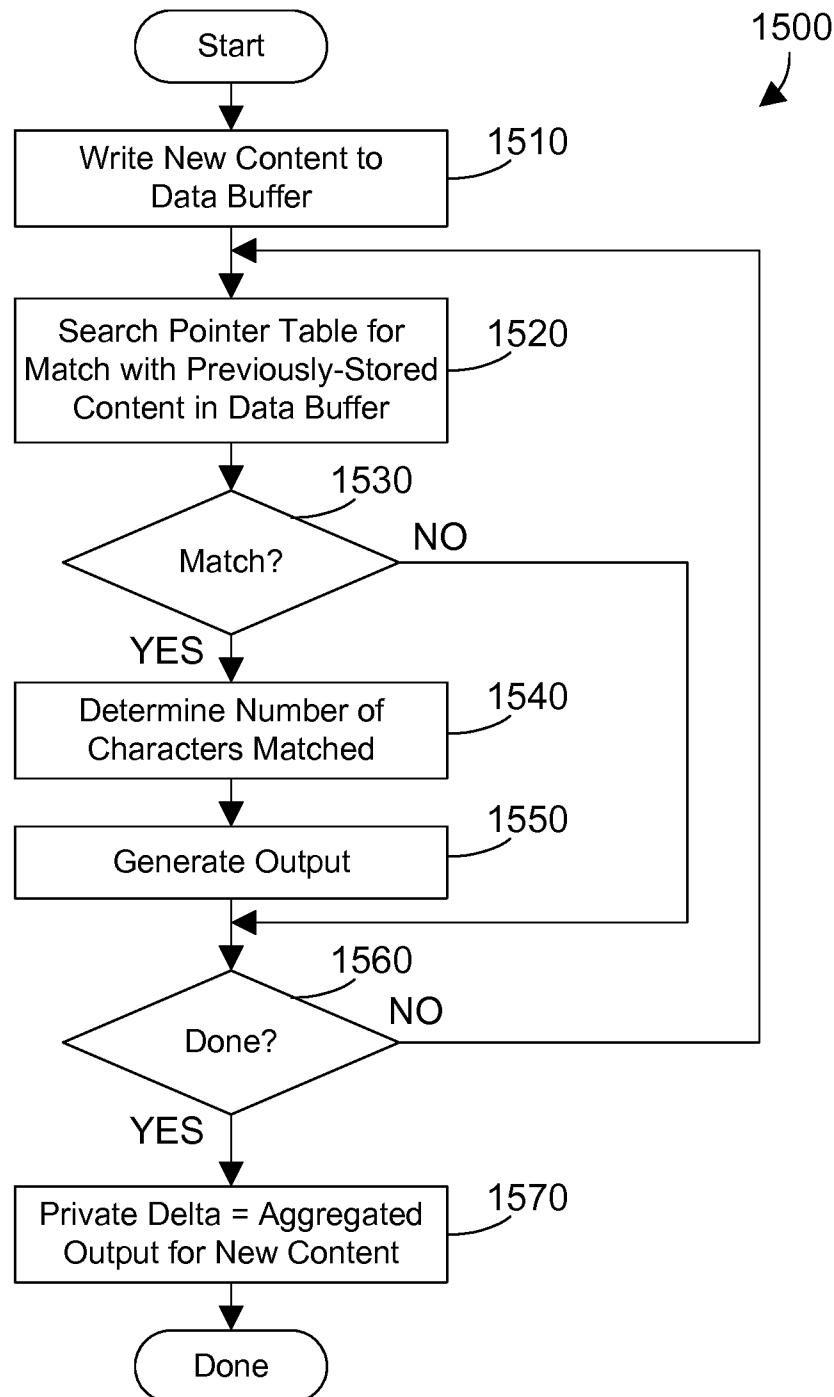 1500
Start
Write New Content to
Data Buffer
1510
Search Pointer Table for
Match with Previously-Stored
Content in Data Buffer
1520
1530
Match?
NO
YES
Determine Number of
Characters Matched
1540
Generate Output
1550
1560
Done?
NO
YES
Private Delta = Aggregated
Output for New Content
1570
Done